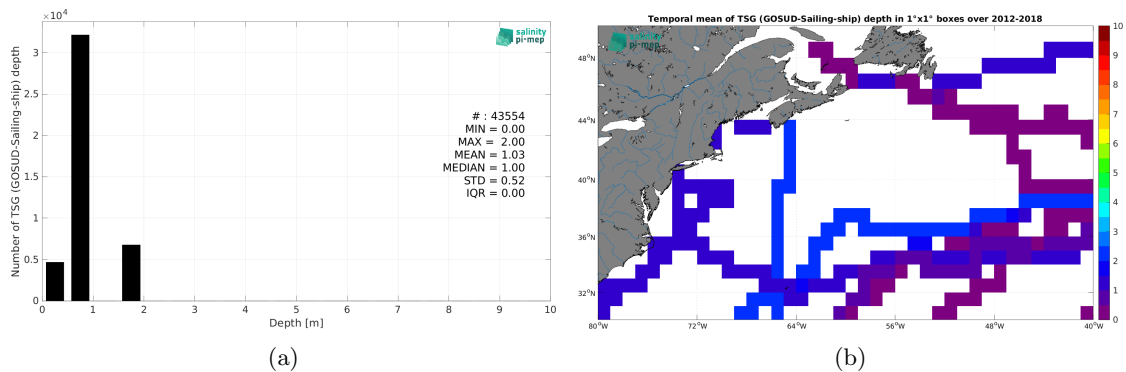 ×10⁴
Number of TSG (GOSUD-Sailing-ship) depth
3
2.5
2
1.5
1
0.5
0
0 1 2 3 4 5 6 7 8 9 10
Depth [m]
salinity
pi-mep
# : 43554
MIN = 0.00
MAX = 2.00
MEAN = 1.03
MEDIAN = 1.00
STD = 0.52
IQR = 0.00
(a)
Temporal mean of TSG (GOSUD-Sailing-ship) depth in 1°x1° boxes over 2012-2018
salinity
pi-mep
48°N
44°N
40°N
36°N
32°N
80°W 72°W 64°W 56°W 48°W 40°W
10
9
8
7
6
5
4
3
2
1
0
(b)